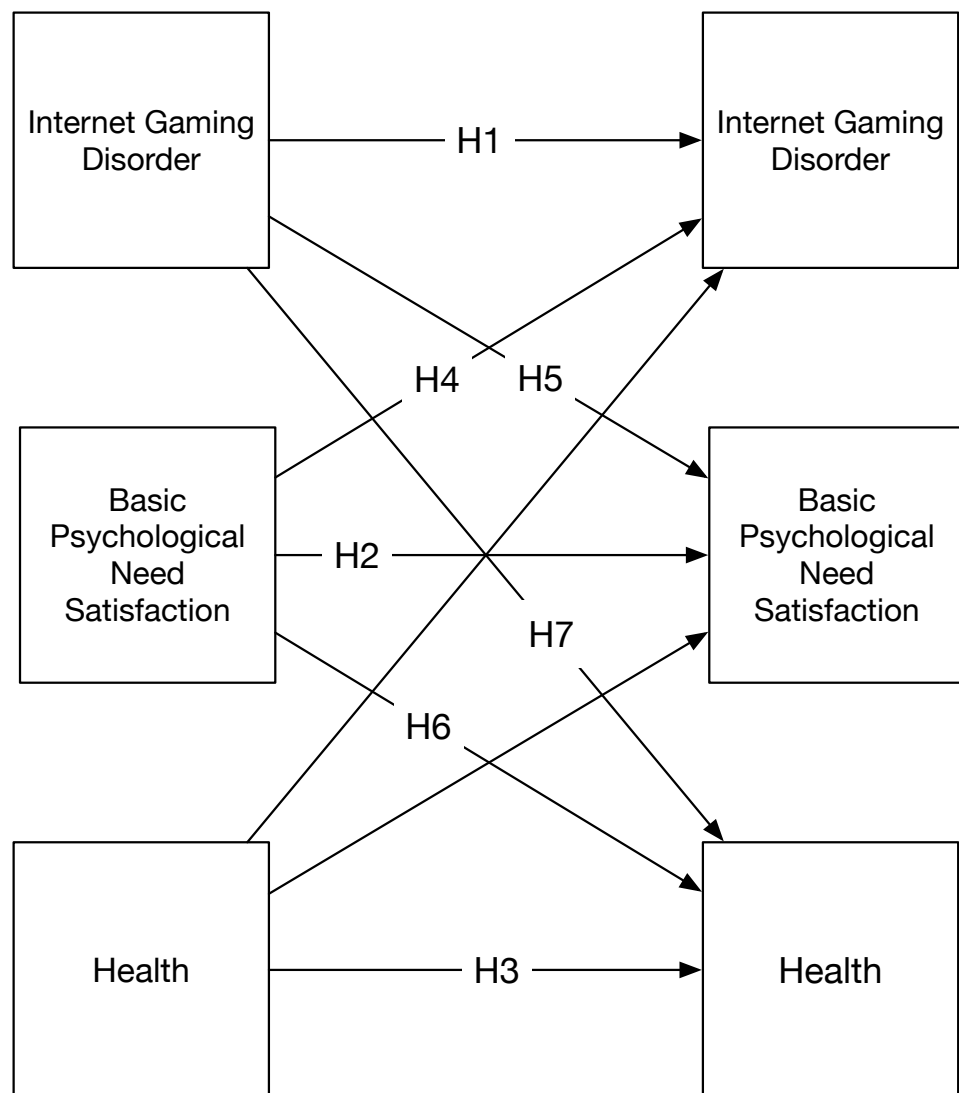 Internet Gaming
Disorder
H1
Internet Gaming
Disorder
H4
H5
Basic
Psychological
Need
Satisfaction
H2
Basic
Psychological
Need
Satisfaction
H7
H6
Health
H3
Health